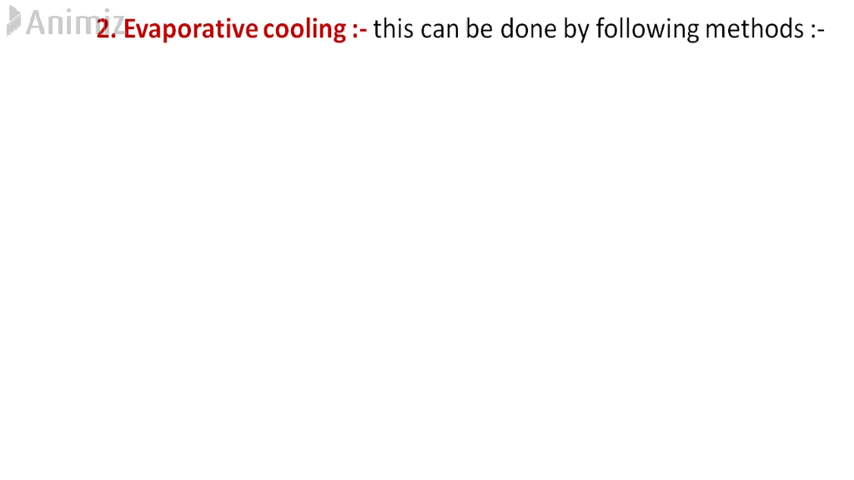 Animiz
2. Evaporative cooling :- this can be done by following methods :-